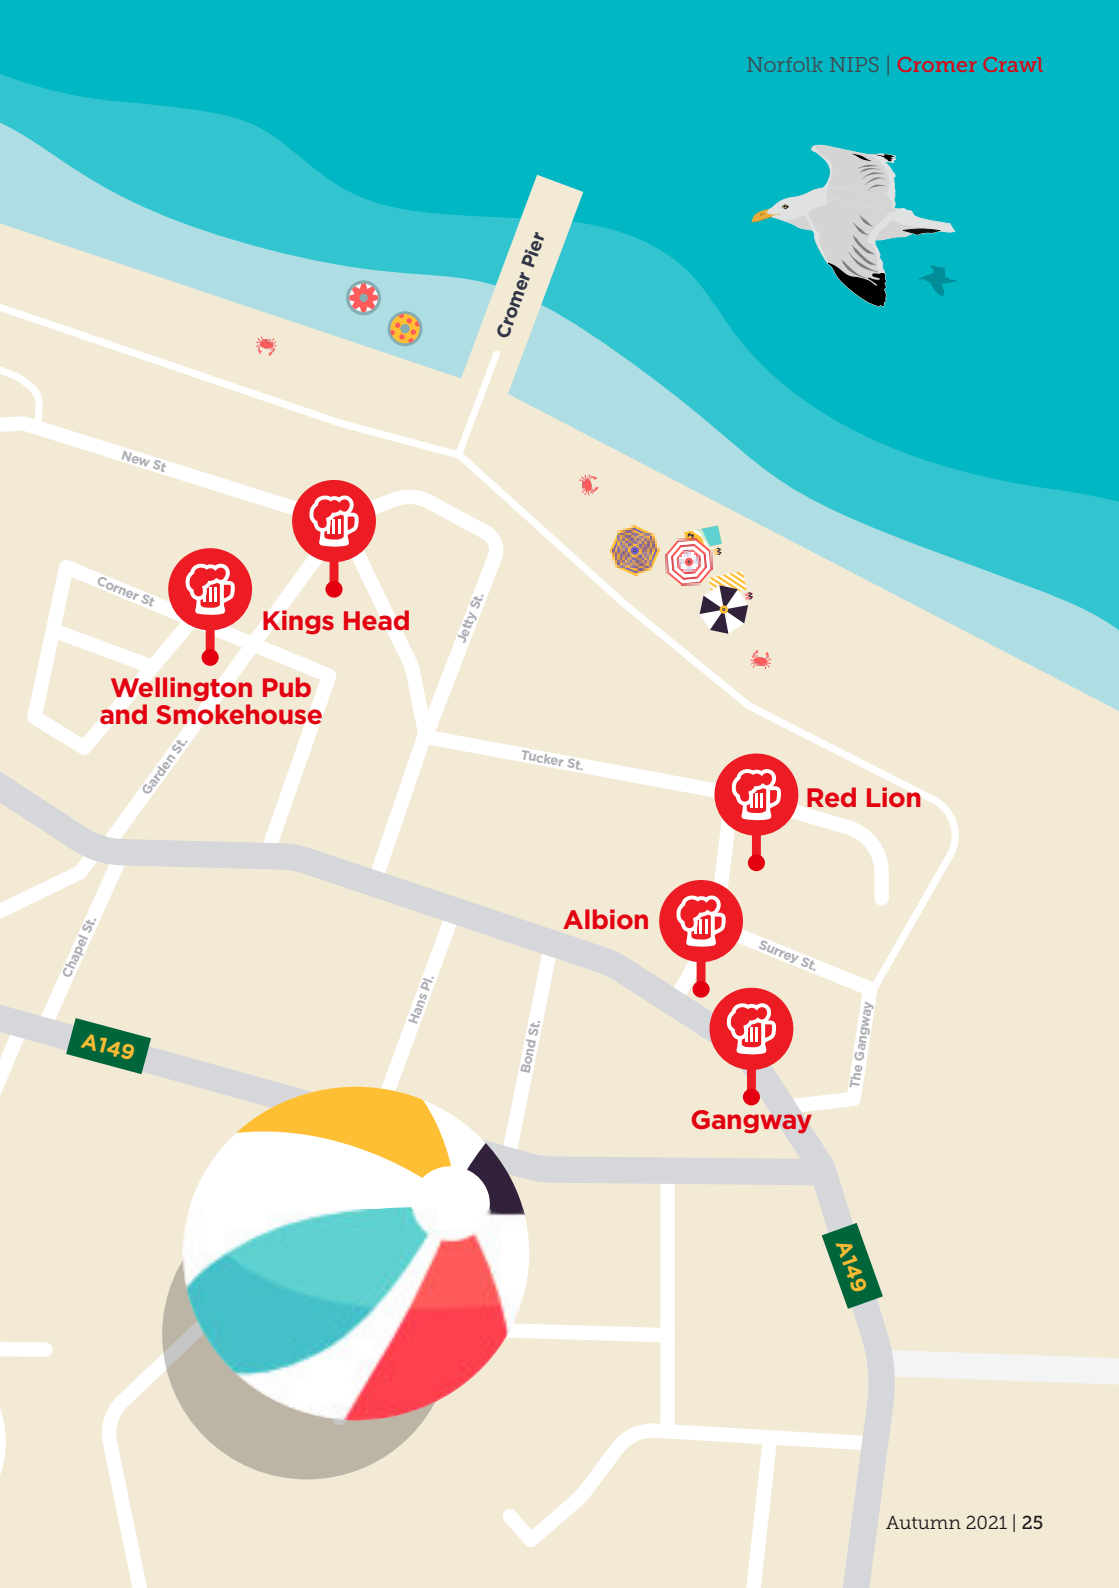 Norfolk NIPS | Cromer Crawl
Cromer Pier
New St
Corner St
Kings Head
Jetty St.
Wellington Pub
and Smokehouse
Garden St.
Tucker St.
Red Lion
Albion
Surrey St.
Chapel St.
Hans Pl.
Bond St.
The Gangway
A149
Gangway
A149
Autumn 2021 | 25